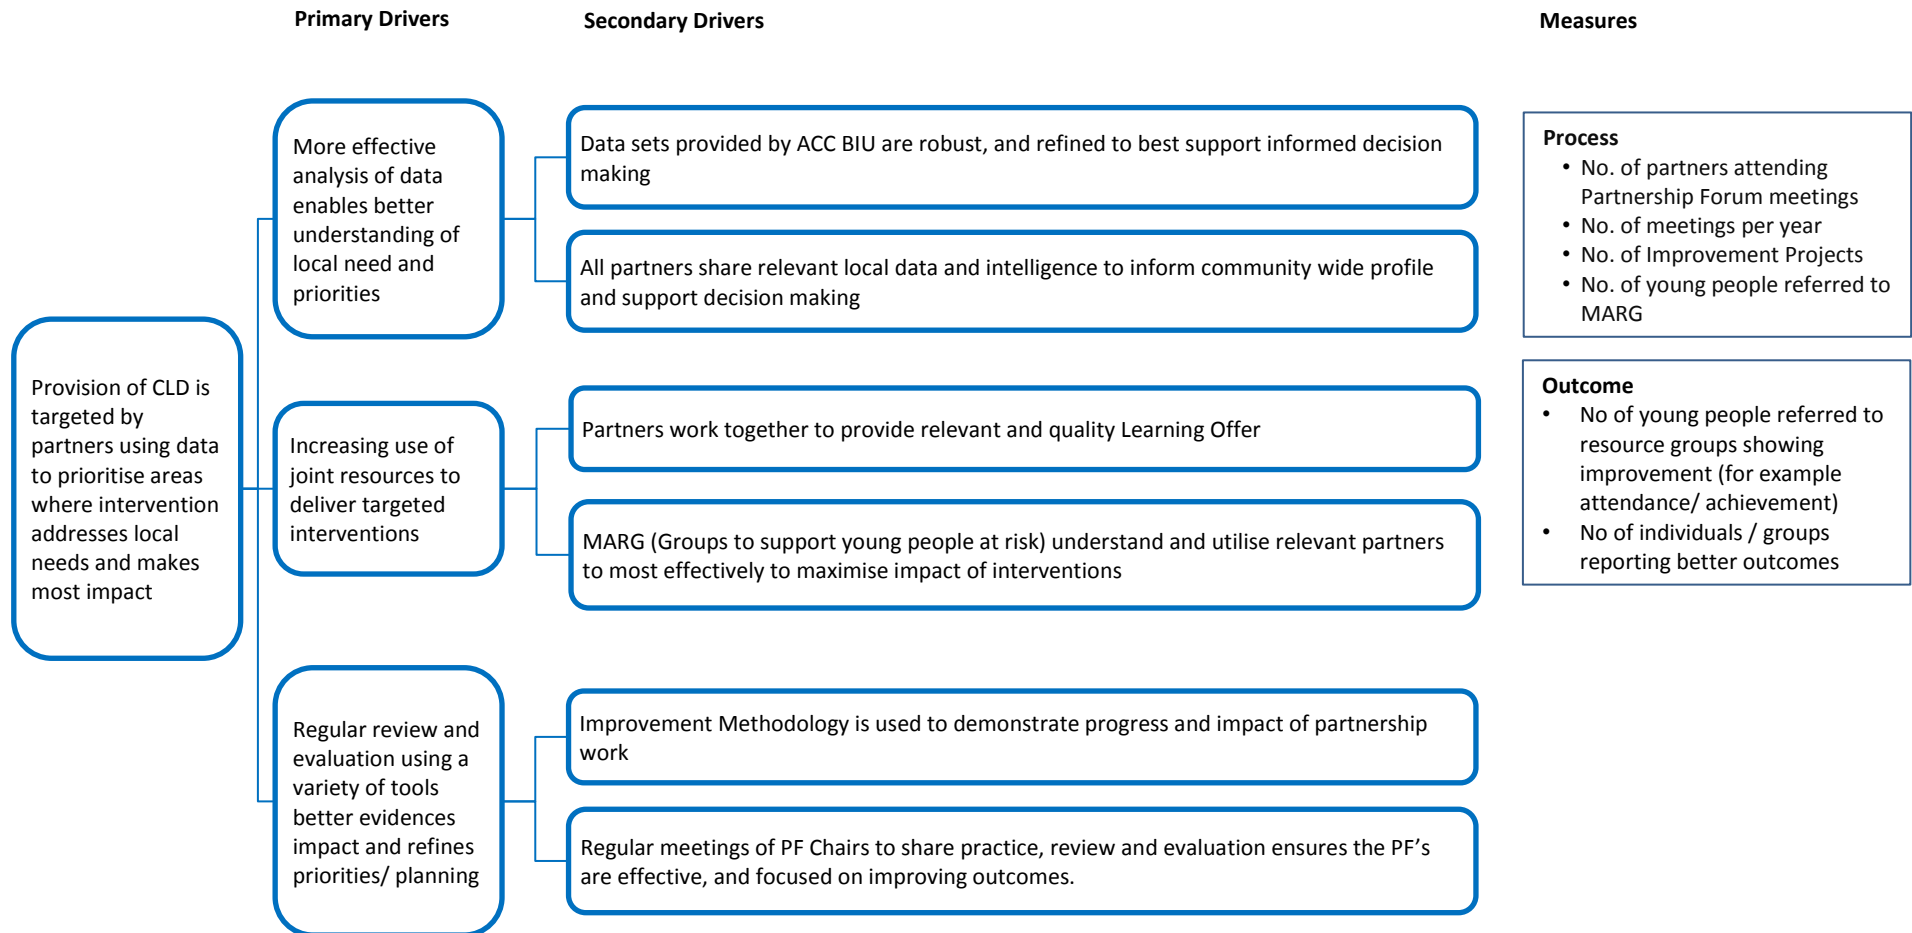 Primary Drivers
Secondary Drivers
Measures
Provision of CLD is
targeted by
partners using data
to prioritise areas
where intervention
addresses local
needs and makes
most impact
More effective
analysis of data
enables better
understanding of
local need and
priorities
Data sets provided by ACC BIU are robust, and refined to best support informed decision
making
All partners share relevant local data and intelligence to inform community wide profile
and support decision making
Increasing use of
joint resources to
deliver targeted
interventions
Partners work together to provide relevant and quality Learning Offer
MARG (Groups to support young people at risk) understand and utilise relevant partners
to most effectively to maximise impact of interventions
Regular review and
evaluation using a
variety of tools
better evidences
impact and refines
priorities/ planning
Improvement Methodology is used to demonstrate progress and impact of partnership
work
Regular meetings of PF Chairs to share practice, review and evaluation ensures the PF’s
are effective, and focused on improving outcomes.
Process
• No. of partners attending
Partnership Forum meetings
• No. of meetings per year
• No. of Improvement Projects
• No. of young people referred to
MARG
Outcome
• No of young people referred to
resource groups showing
improvement (for example
attendance/ achievement)
• No of individuals / groups
reporting better outcomes